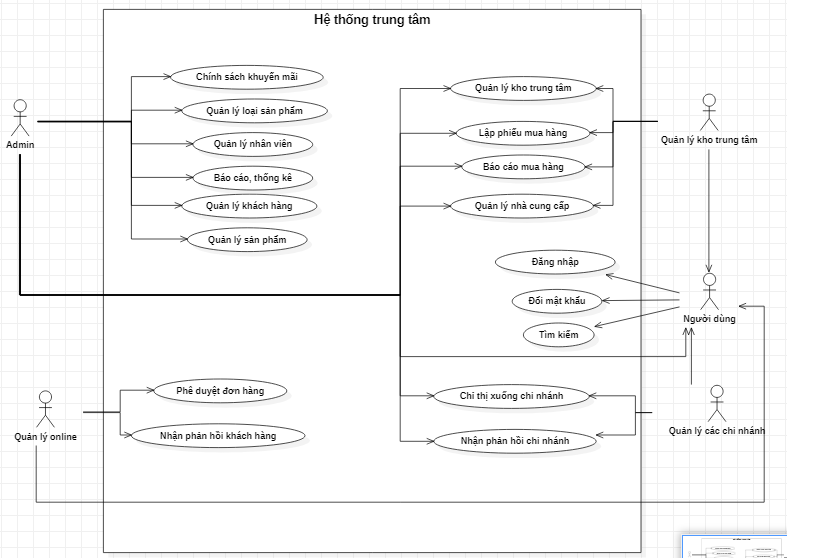 Hệ thống trung tâm
Chính sách khuyến mãi
Quản lý loại sản phẩm
Quản lý nhân viên
Báo cáo, thống kê
Quản lý khách hàng
Quản lý sản phẩm
Quản lý kho trung tâm
Lập phiếu mua hàng
Báo cáo mua hàng
Quản lý nhà cung cấp
Admin
Quản lý kho trung tâm
Đăng nhập
Đổi mật khẩu
Tìm kiếm
Người dùng
Phê duyệt đơn hàng
Nhận phản hồi khách hàng
Quản lý online
Chỉ thị xuống chi nhánh
Nhận phản hồi chi nhánh
Quản lý các chi nhánh